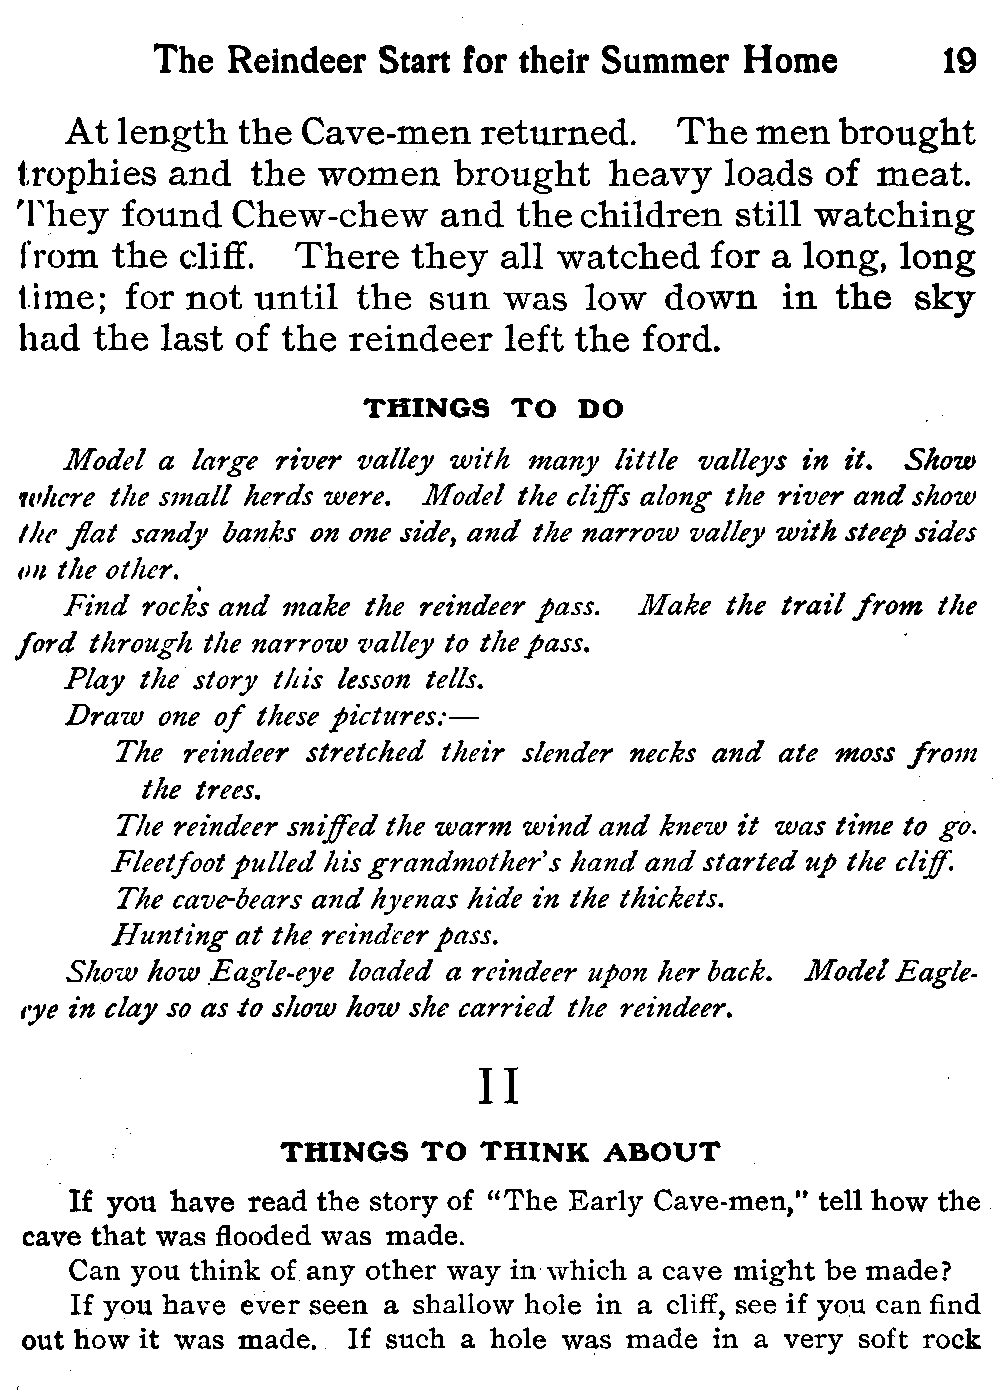 The Reindeer Start for their Summer Home 19
At length the Cave-men returned. The men brought
trophies and the women brought heavy loads of meat.
They found Chew-chew and the children still watching
from the cliff. There they all watched for a long, long
time; for not until the sun was low down in the sky
had the last of the reindeer left the ford.
THINGS TO DO
Model a large river valley with many little valleys in it. Show
where the small herds were. Model the cliffs along the river and show
the flat sandy banks on one side, and the narrow valley with steep sides
on the other.
Find rocks and make the reindeer pass. Make the trail from the
ford through the narrow valley to the pass.
Play the story this lesson tells.
Draw one of these pictures:—
The reindeer stretched their slender necks and ate moss from
the trees.
The reindeer sniffed the warm wind and knew it was time to go.
Fleetfoot pulled his grandmother's hand and started up the cliff.
The cave-bears and hyenas hide in the thickets.
Hunting at the reindeer pass.
Show how Eagle-eye loaded a reindeer upon her back. Model Eagle-
eye in clay so as to show how she carried the reindeer.
II
THINGS TO THINK ABOUT
If you have read the story of "The Early Cave-men," tell how the
cave that was flooded was made.
Can you think of any other way in which a cave might be made?
If you have ever seen a shallow hole in a cliff, see if you can find
out how it was made. If such a hole was made in a very soft rock